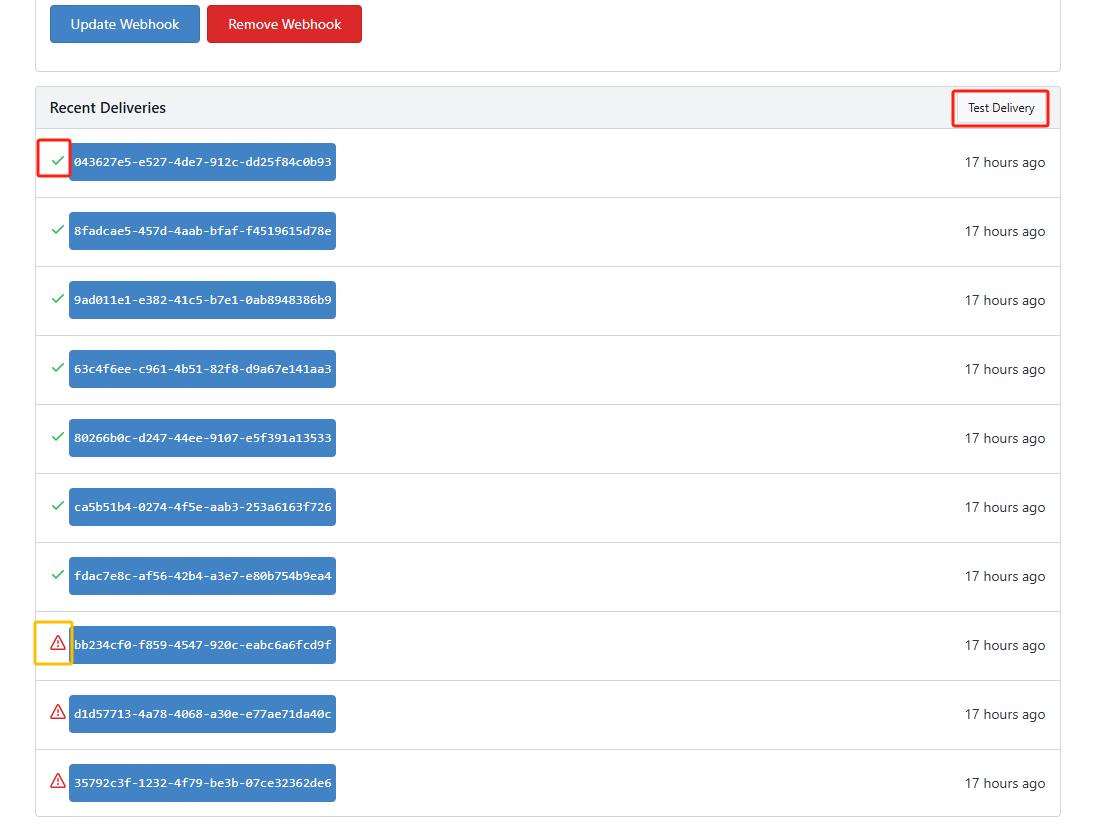 Update Webhook Remove Webhook
Recent Deliveries Test Delivery
043627e5-e527-4de7-912c-dd25f84c0b93 17 hours ago
8fadcae5-457d-4aab-bfaf-f4519615d78e 17 hours ago
9ad011e1-e382-41c5-b7e1-0ab8948386b9 17 hours ago
63c4f6ee-c961-4b51-82f8-d9a67e141aa3 17 hours ago
80266b0c-d247-44ee-9107-e5f391a13533 17 hours ago
ca5b51b4-0274-4f5e-aab3-253a6163f726 17 hours ago
fdac7e8c-af56-42b4-a3e7-e80b754b9ea4 17 hours ago
bb234cf0-f859-4547-920c-eabc6a6fcd9f 17 hours ago
d1d57713-4a78-4068-a30e-e77ae71da40c 17 hours ago
35792c3f-1232-4f79-be3b-07ce32362de6 17 hours ago